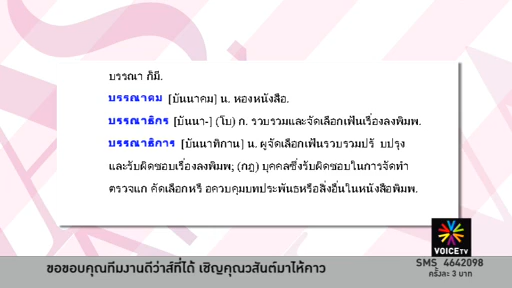 บรรณา ก็มี.
บรรณาคม [บันนาคม] น. หองหนังสือ.
บรรณาธิกร [บันนา-] (โบ) ก. รวบรวมและจัดเลือกเฟ้นเรื่องลงพิมพ.
บรรณาธิการ [บันนาทิกาน] น. ผูจัดเลือกเฟ้นรวบรวมปรั บปรุง
และรับผิดชอบเรื่องลงพิมพ; (กฎ) บุคคลซึ่งรับผิดชอบในการจัดทํา
ตรวจแก คัดเลือกหรื อควบคุมบทประพันธหรือสิ่งอื่นในหนังสือพิมพ.
VOICETV
SMS 4642098
ครั้งละ 3 บาท
ขอขอบคุณทีมงานดีว่าส์ที่ได้ เชิญคุณวสันต์มาให้ความ